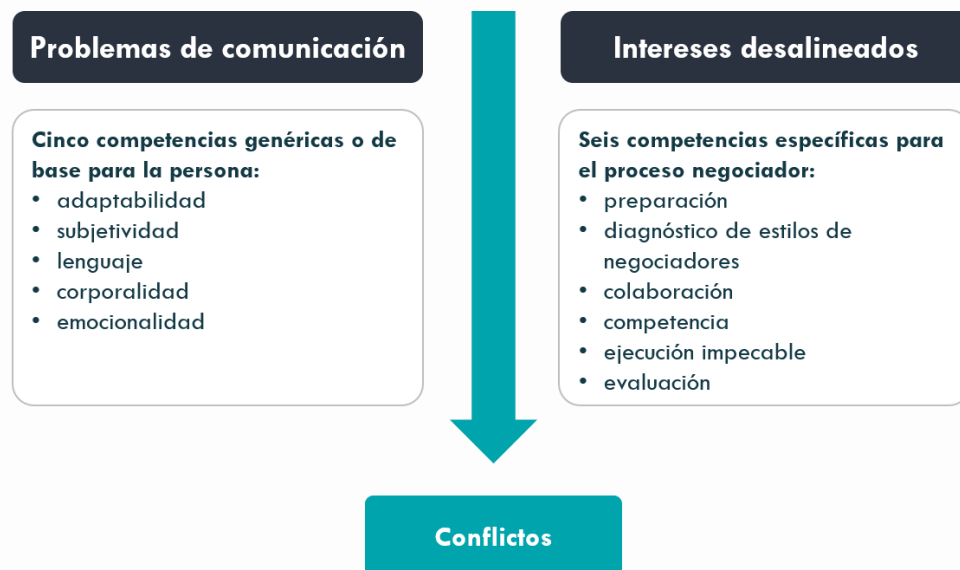 Problemas de comunicación
Cinco competencias genéricas o de
base para la persona:
• adaptabilidad
• subjetividad
• lenguaje
• corporalidad
• emocionalidad
Intereses desalineados
Seis competencias específicas para
el proceso negociador:
• preparación
• diagnóstico de estilos de
negociadores
• colaboración
• competencia
• ejecución impecable
• evaluación
Conflictos